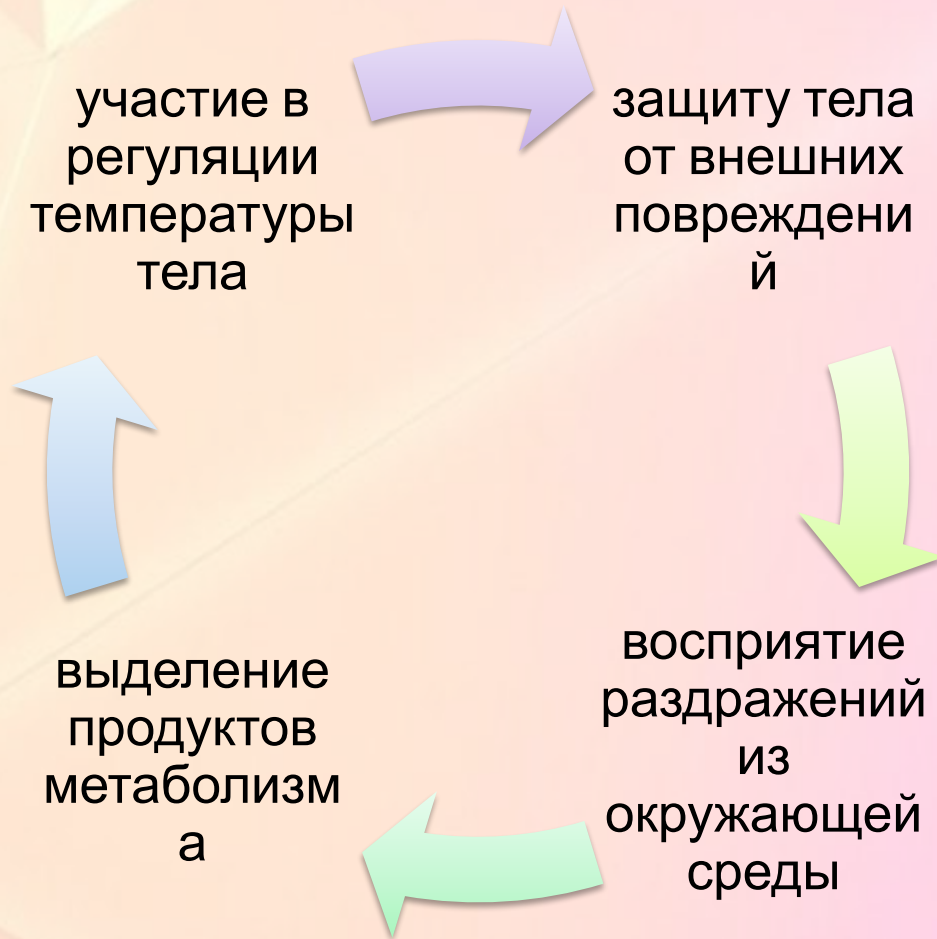 участие в
регуляции
температуры
тела
защиту тела
от внешних
повреждени
й
восприятие
раздражений
из
окружающей
среды
выделение
продуктов
метаболизм
а